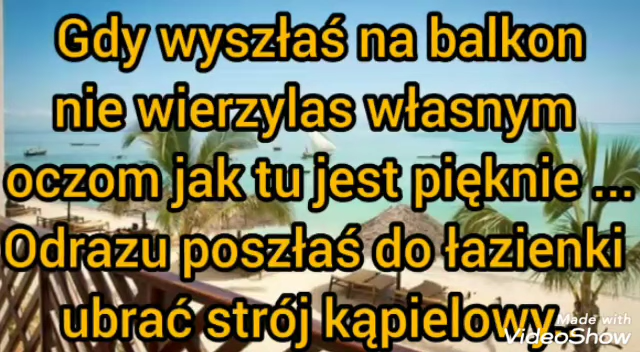 Gdy wyszłaś na balkon
nie wierzylas własnym
oczom jak tu jest pięknie ...
Odrazu poszłaś do łazienki
ubrać strój kąpielowy
Made with
VideoShow